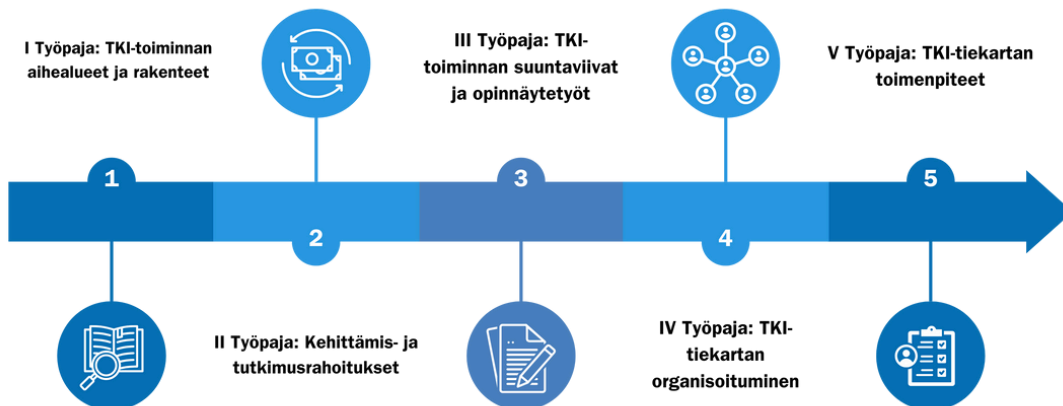 I Työpaja: TKI-toiminnan
aihealueet ja rakenteet
III Työpaja: TKI-
toiminnan suuntaviivat
ja opinnäytetyöt
V Työpaja: TKI-tiekartan
toimenpiteet
1
2
3
4
5
II Työpaja: Kehittämis- ja
tutkimusrahoitukset
IV Työpaja: TKI-
tiekartan
organisoituminen